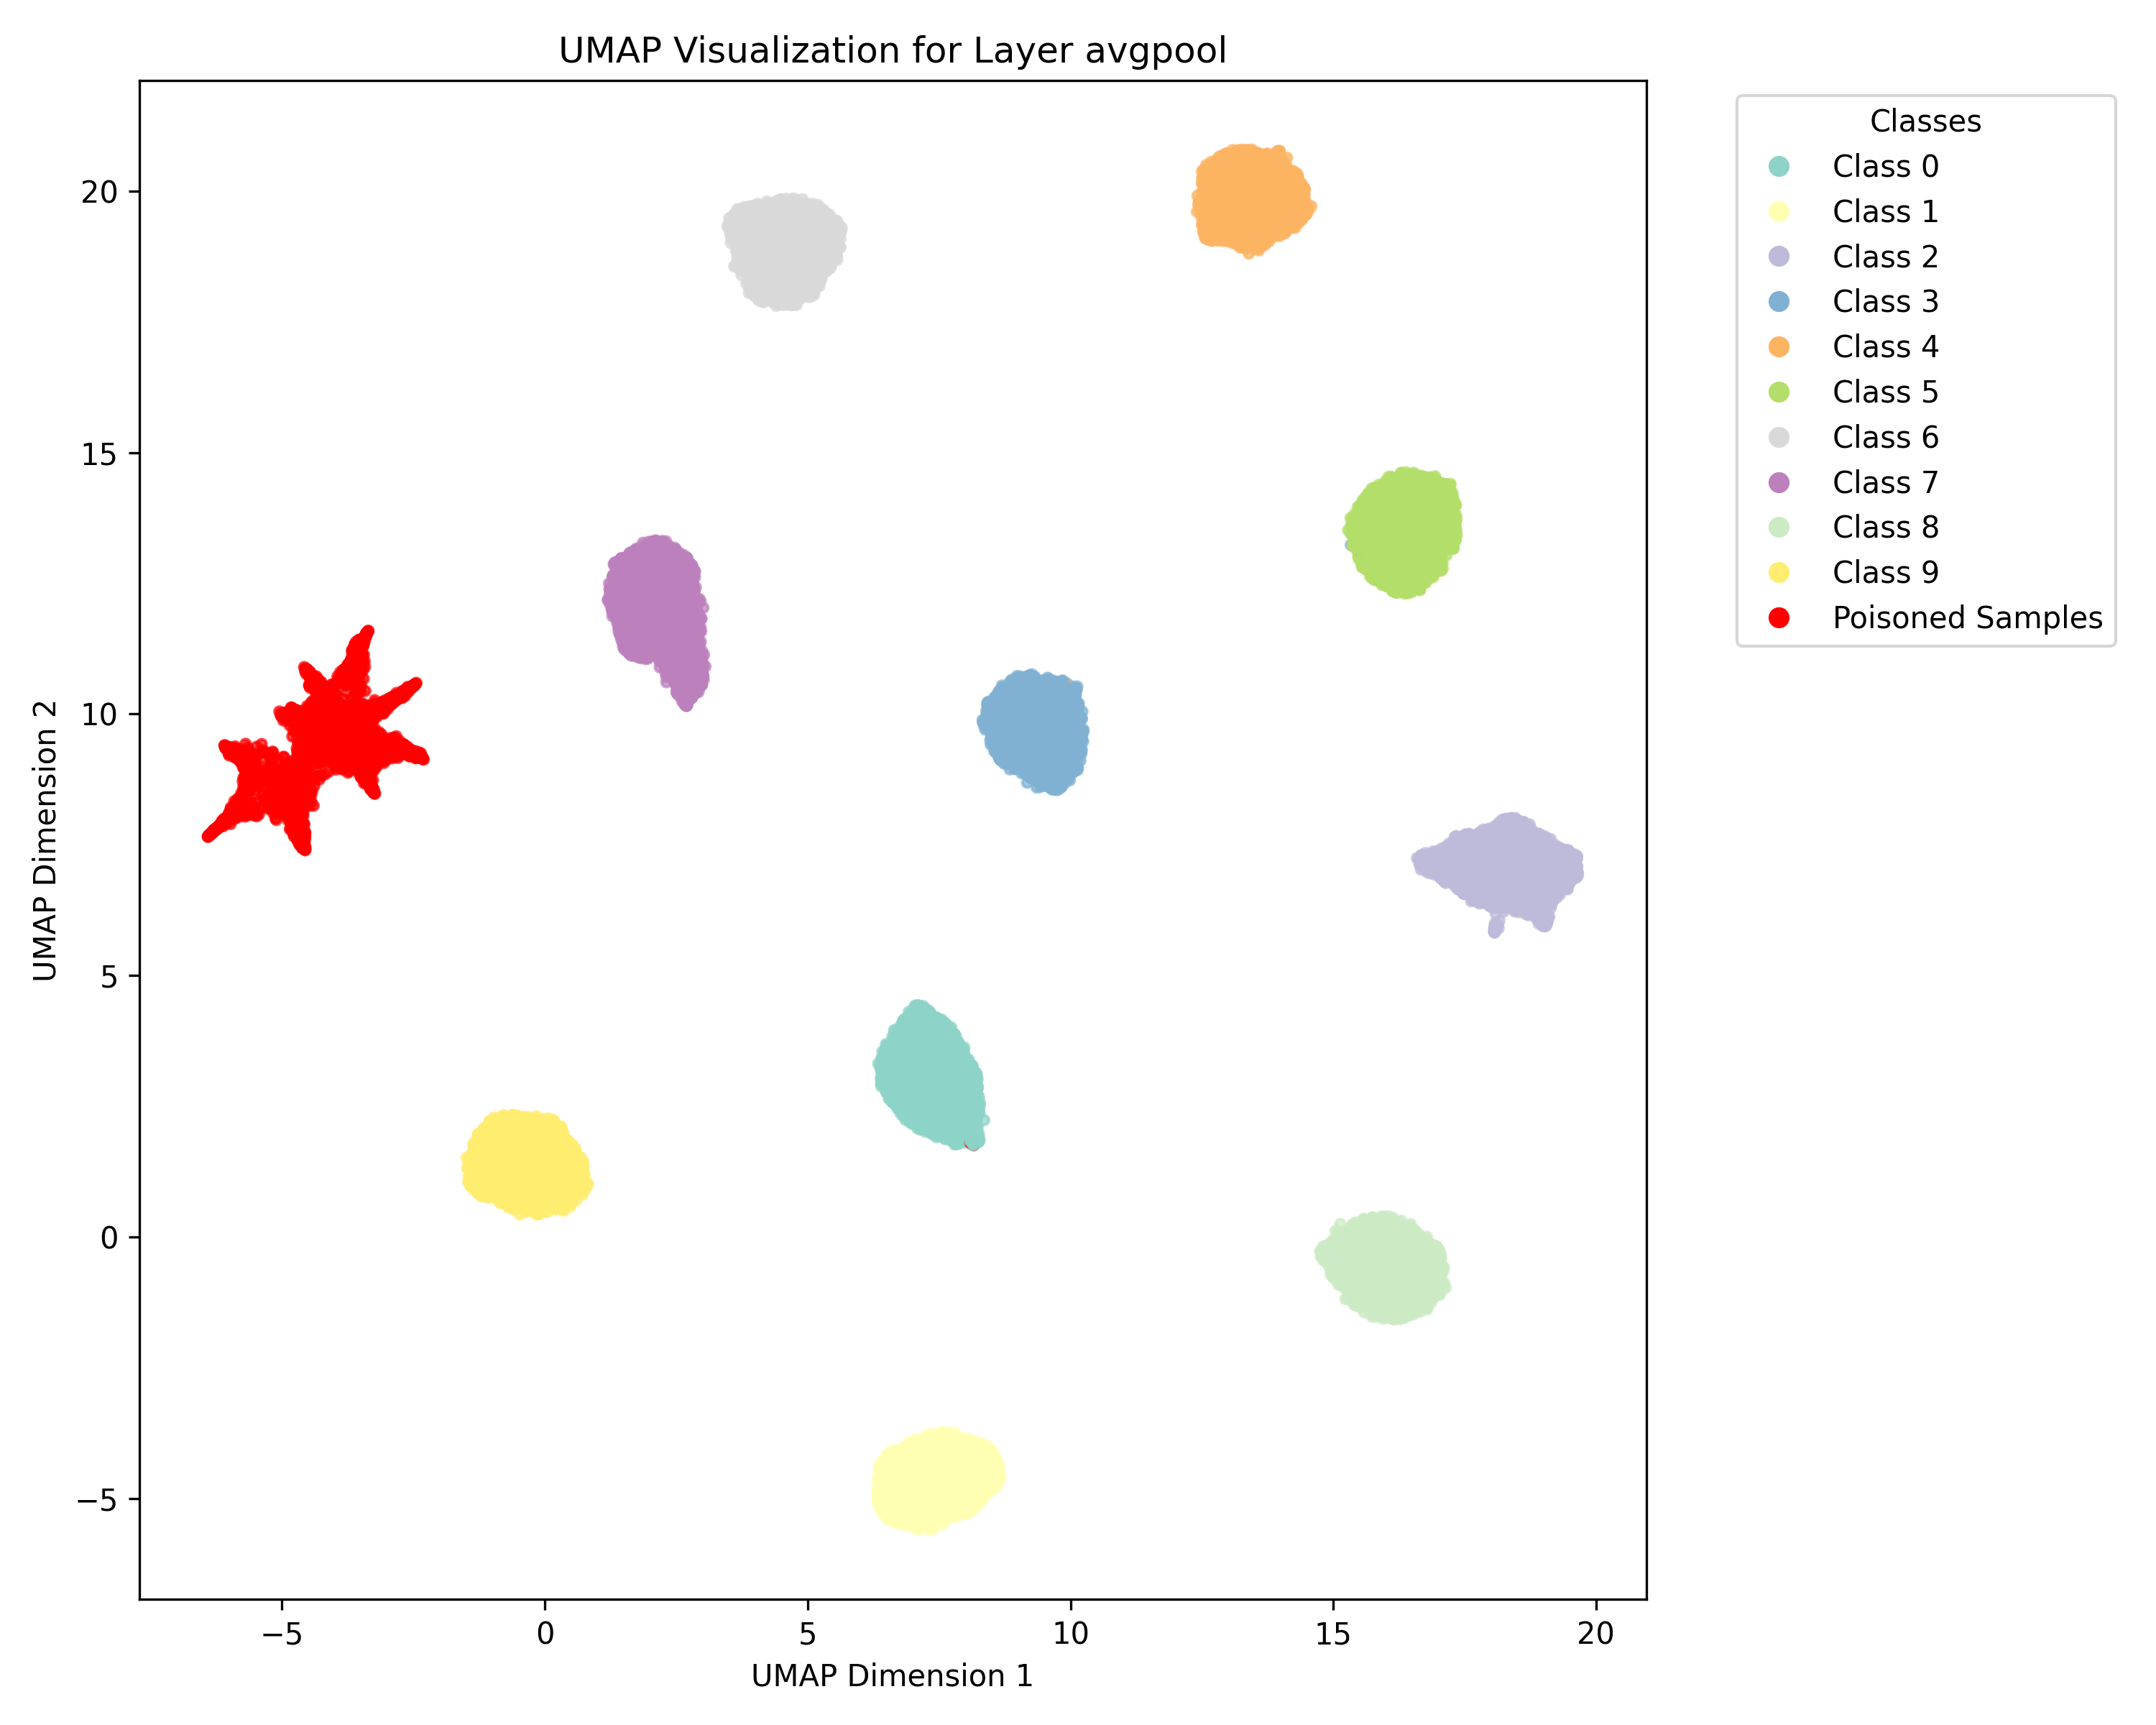 UMAP Visualization for Layer avgpool
Classes
Class 0
Class 1
Class 2
Class 3
Class 4
Class 5
Class 6
Class 7
Class 8
Class 9
Poisoned Samples
UMAP Dimension 2
20
15
10
5
0
−5
−5
0
5
10
15
20
UMAP Dimension 1